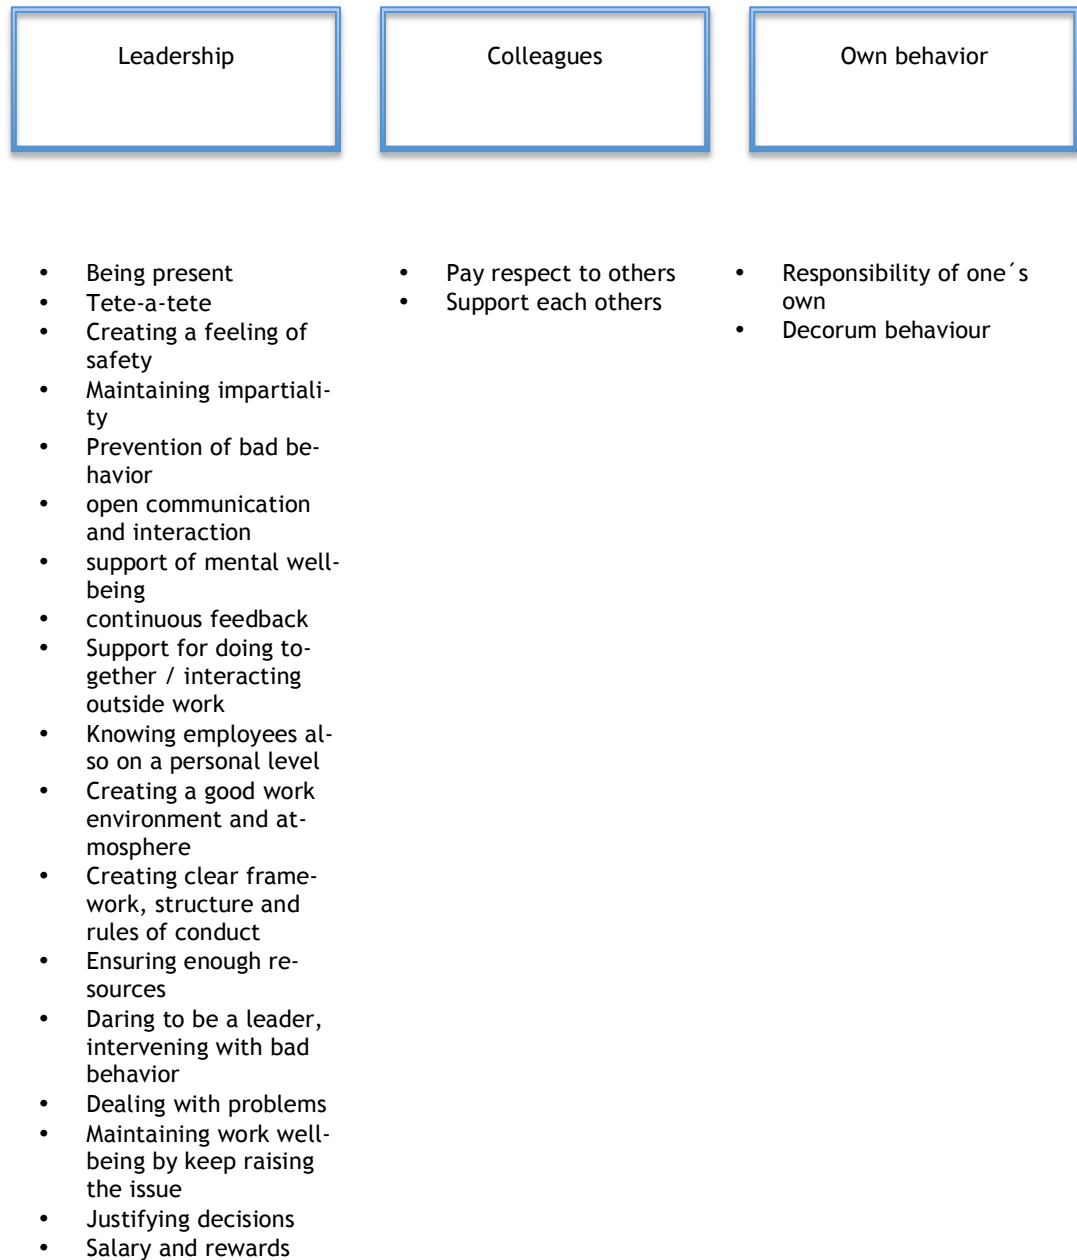 Leadership
Colleagues
Own behavior
• Being present
• Tete-a-tete
• Creating a feeling of
safety
• Maintaining impartiali-
ty
• Prevention of bad be-
havior
• open communication
and interaction
• support of mental well-
being
• continuous feedback
• Support for doing to-
gether / interacting
outside work
• Knowing employees al-
so on a personal level
• Creating a good work
environment and at-
mosphere
• Creating clear frame-
work, structure and
rules of conduct
• Ensuring enough re-
sources
• Daring to be a leader,
intervening with bad
behavior
• Dealing with problems
• Maintaining work well-
being by keep raising
the issue
• Justifying decisions
• Salary and rewards
• Pay respect to others
• Support each others
• Responsibility of one´s
own
• Decorum behaviour